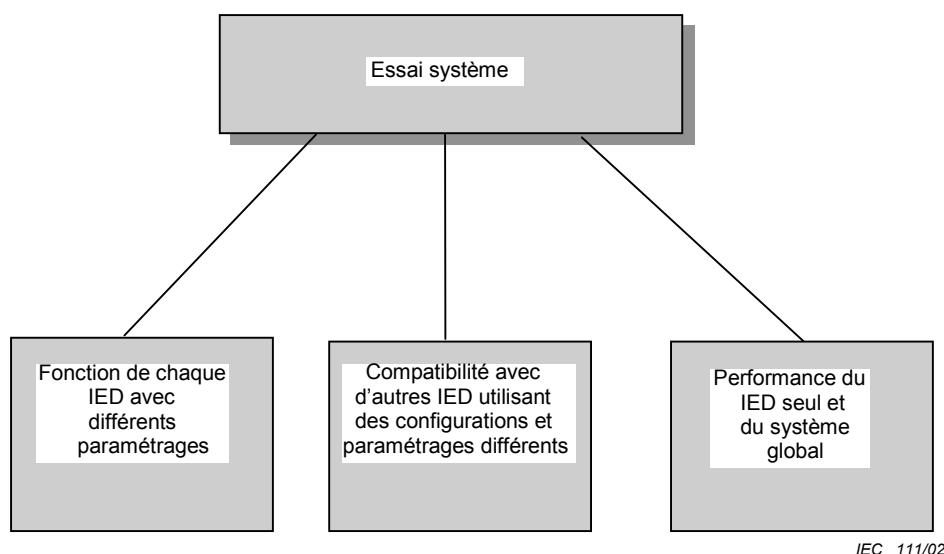 Essai système
Fonction de chaque
IED avec
différents
paramétrages
Compatibilité avec
d'autres IED utilisant
des configurations et
paramétrages différents
Performance du
IED seul et
du système
global
IEC 111/02